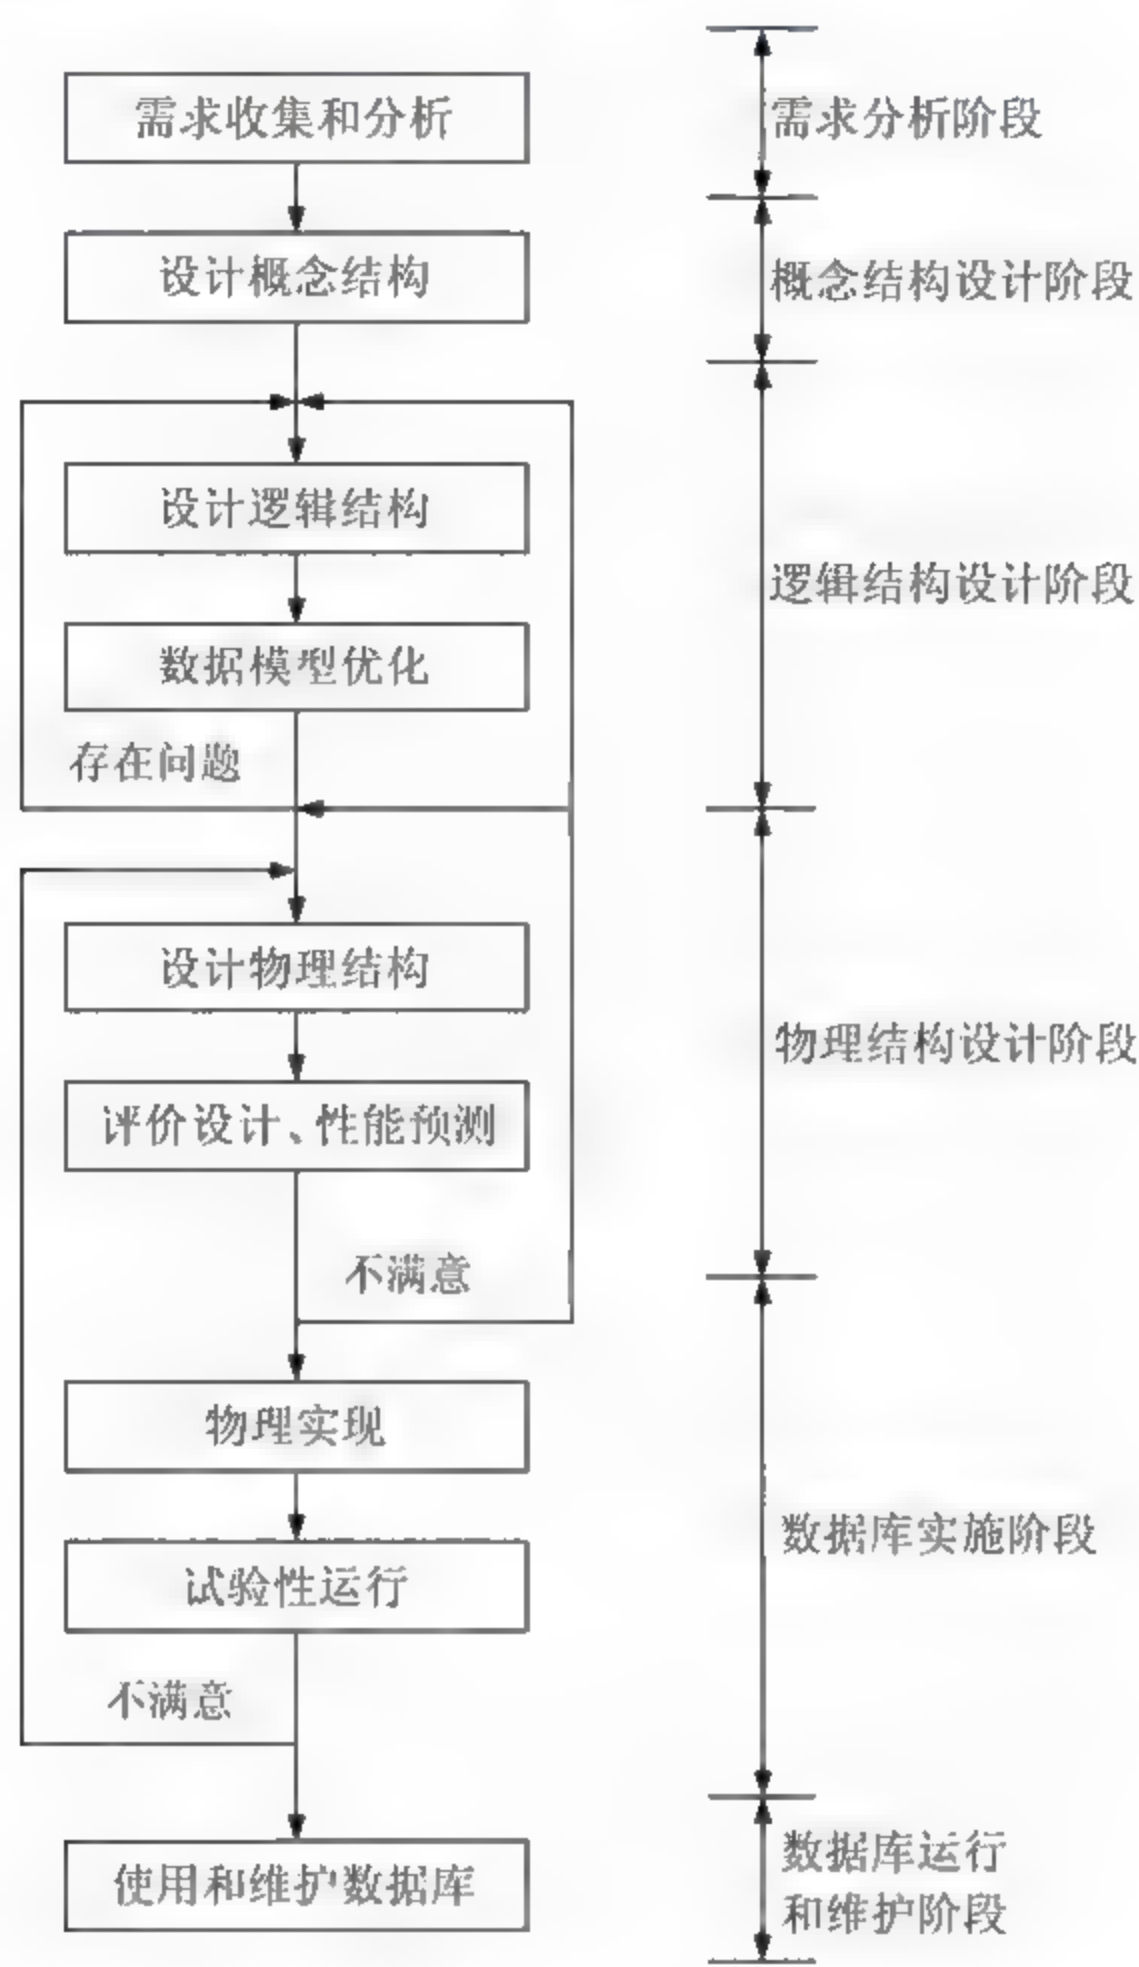 需求收集和分析
需求分析阶段
设计概念结构
概念结构设计阶段
设计逻辑结构
逻辑结构设计阶段
数据模型优化
存在问题
设计物理结构
物理结构设计阶段
评价设计、性能预测
不满意
物理实现
数据库实施阶段
试验性运行
不满意
使用和维护数据库
数据库运行
和维护阶段